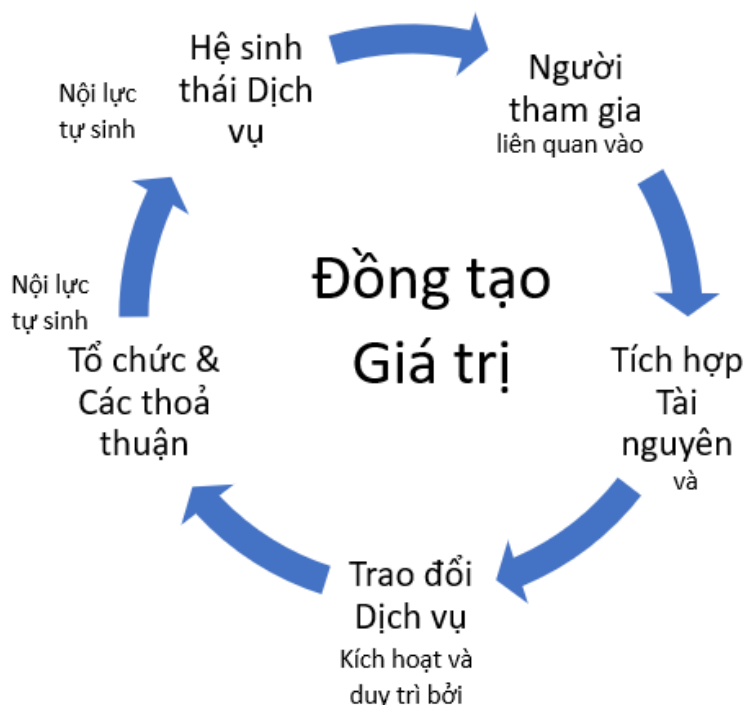 Hệ sinh
thái Dịch
vụ
Nội lực
tự sinh
Người
tham gia
liên quan vào
Đồng tạo
Giá trị
Nội lực
tự sinh
Tổ chức &
Các thoả
thuận
Tích hợp
Tài
nguyên
và
Trao đổi
Dịch vụ
Kích hoạt và
duy trì bởi